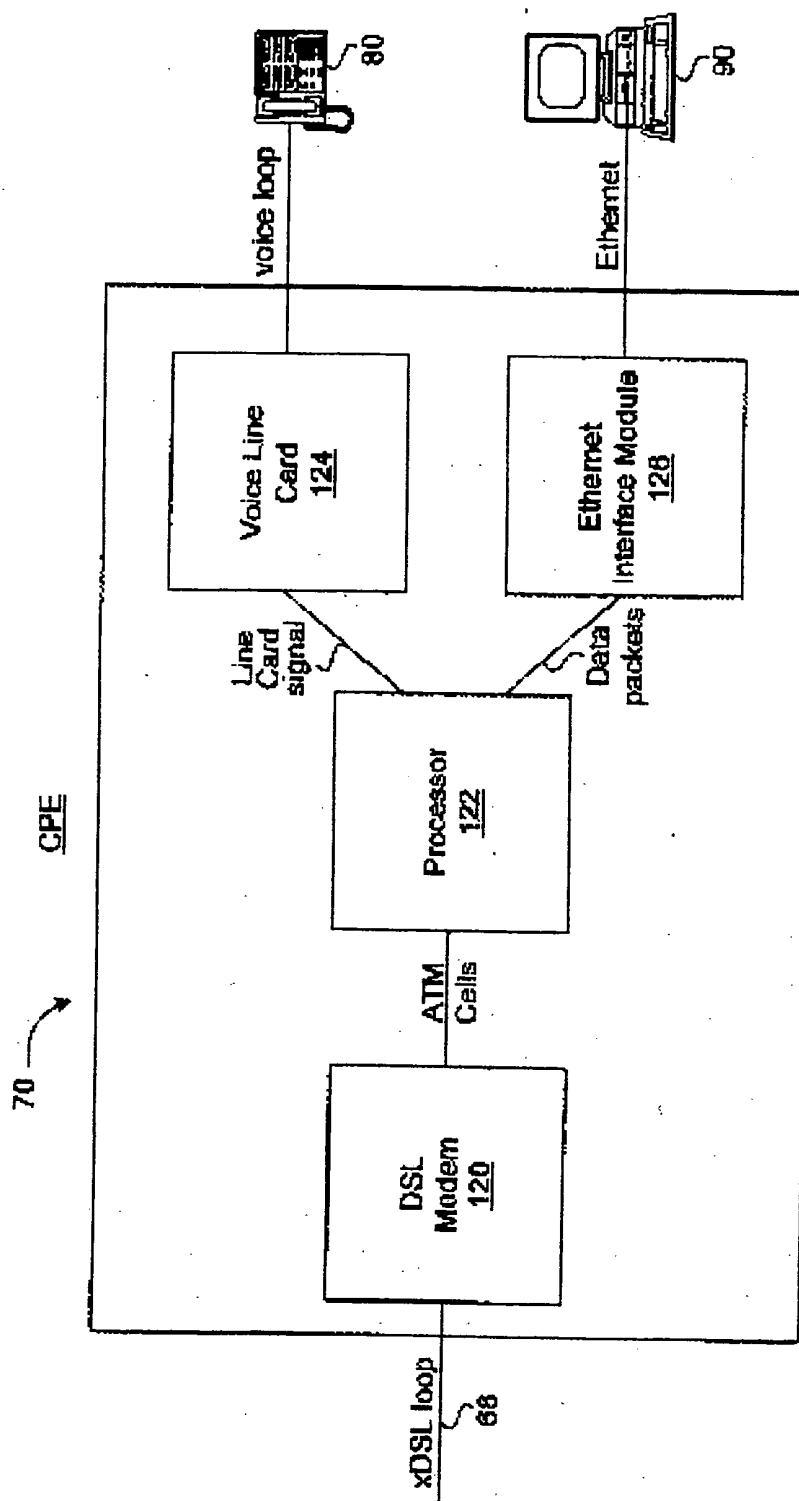 CPE
70
xDSL loop
68
DSL
Modem
120
ATM
Cells
Processor
122
Line
Card
signal
Data
packets
Voice Line
Card
124
Ethernet
Interface Module
126
voice loop
80
Ethernet
90